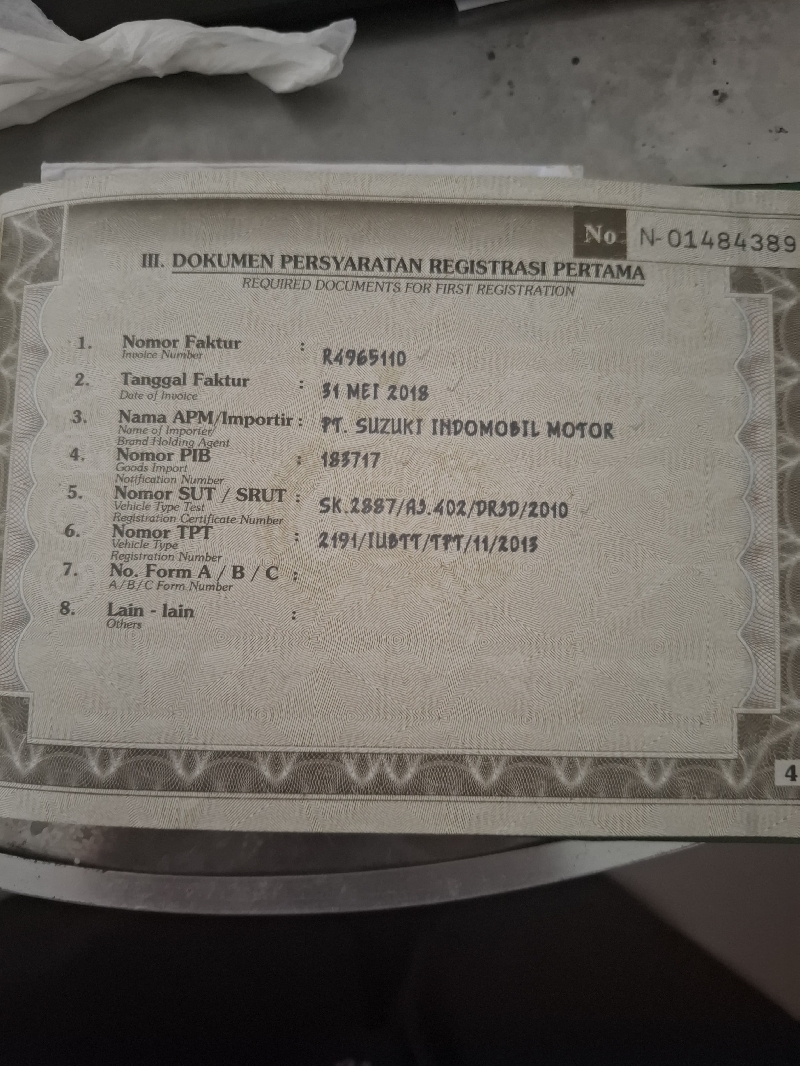 No N-01484389
III. DOKUMEN PERSYARATAN REGISTRASI PERTAMA
REQUIRED DOCUMENTS FOR FIRST REGISTRATION
1. Nomor Faktur : R4965110
Invoice Number
2. Tanggal Faktur : 31 MEI 2018
Date of Invoice
3. Nama APM/Importir : PT. SUZUKI INDOMOBIL MOTOR
Name of Importer/
Brand Holding Agent
4. Nomor PIB : 183717
Goods Import
Notification Number
5. Nomor SUT / SRUT : SK.2887/AJ.402/DRJD/2010
Vehicle Type Test
Registration Certificate Number
6. Nomor TPT : 2191/IUBTT/TPT/11/2013
Vehicle Type
Registration Number
7. No. Form A / B / C :
A/B/C Form Number
8. Lain - lain :
Others
4